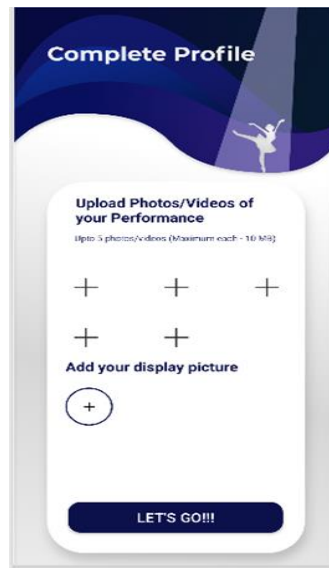 Complete Profile
Upload Photos/Videos of
your Performance
Upto 5 photos/videos (Maximum each - 10 MB)
Add your display picture
LET'S GO!!!